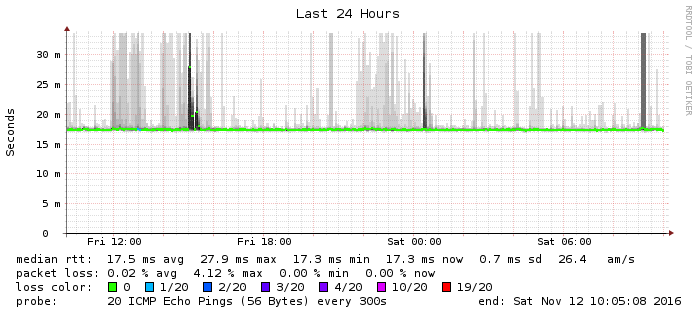 Last 24 Hours
RRDTOOL / TOBI OETIKER
Seconds
30 m
25 m
20 m
15 m
10 m
5 m
0
Fri 12:00 Fri 18:00 Sat 00:00 Sat 06:00
median rtt: 17.5 ms avg 27.9 ms max 17.3 ms min 17.3 ms now 0.7 ms sd 26.4 am/s
packet loss: 0.02 % avg 4.12 % max 0.00 % min 0.00 % now
loss color: 0 1/20 2/20 3/20 4/20 10/20 19/20
probe: 20 ICMP Echo Pings (56 Bytes) every 300s end: Sat Nov 12 10:05:08 2016